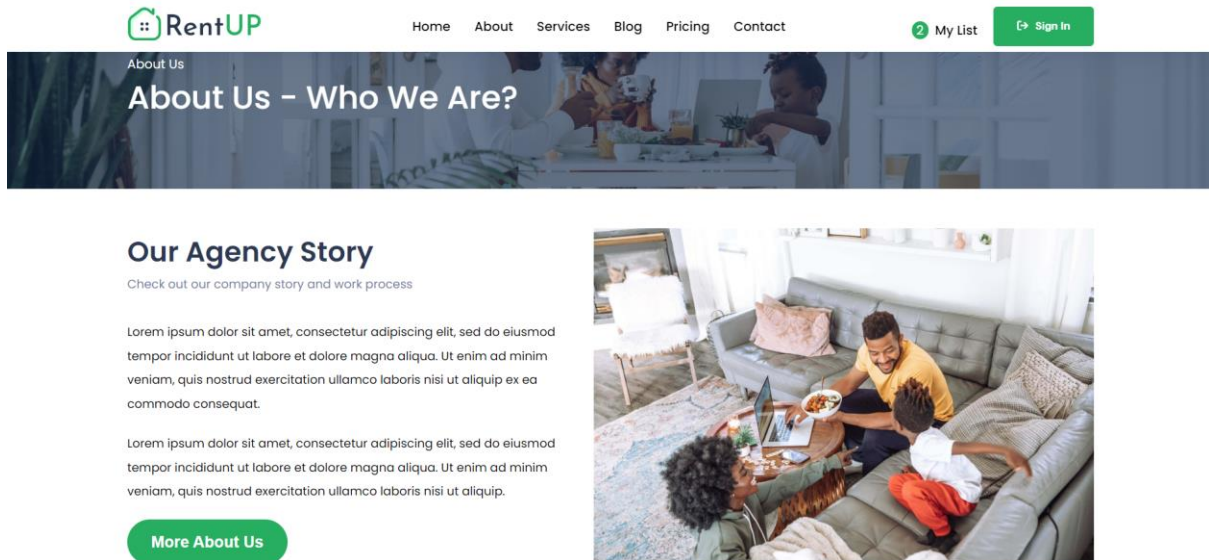 RentUP
Home About Services Blog Pricing Contact
2 My List
Sign In
About Us
About Us - Who We Are?
Our Agency Story
Check out our company story and work process
Lorem ipsum dolor sit amet, consectetur adipiscing elit, sed do eiusmod
tempor incididunt ut labore et dolore magna aliqua. Ut enim ad minim
veniam, quis nostrud exercitation ullamco laboris nisi ut aliquip ex ea
commodo consequat.
Lorem ipsum dolor sit amet, consectetur adipiscing elit, sed do eiusmod
tempor incididunt ut labore et dolore magna aliqua. Ut enim ad minim
veniam, quis nostrud exercitation ullamco laboris nisi ut aliquip.
More About Us